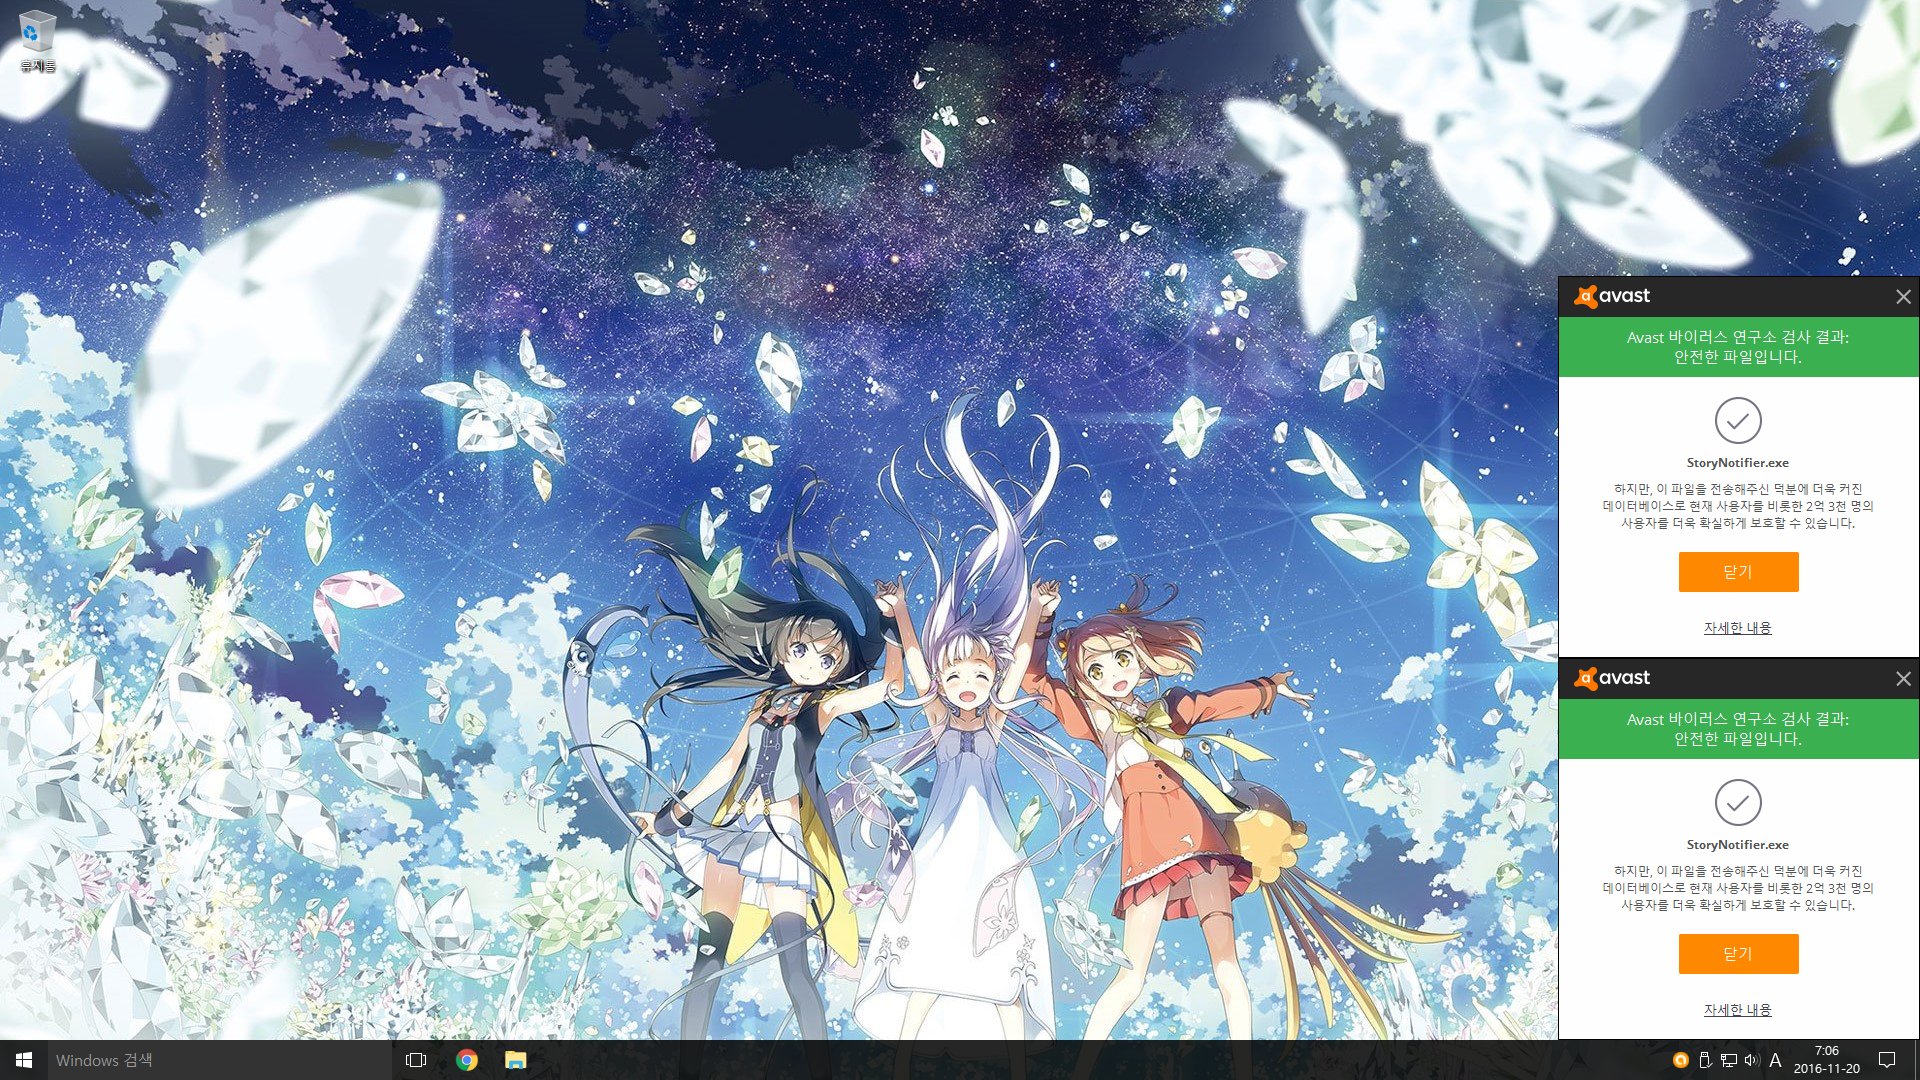 휴지통
avast
Avast 바이러스 연구소 검사 결과:
안전한 파일입니다.
StoryNotifier.exe
하지만, 이 파일을 전송해주신 덕분에 더욱 커진
데이터베이스로 현재 사용자를 비롯한 2억 3천 명의
사용자를 더욱 확실하게 보호할 수 있습니다.
닫기
자세한 내용
avast
Avast 바이러스 연구소 검사 결과:
안전한 파일입니다.
StoryNotifier.exe
하지만, 이 파일을 전송해주신 덕분에 더욱 커진
데이터베이스로 현재 사용자를 비롯한 2억 3천 명의
사용자를 더욱 확실하게 보호할 수 있습니다.
닫기
자세한 내용
Windows 검색
A
7:06
2016-11-20